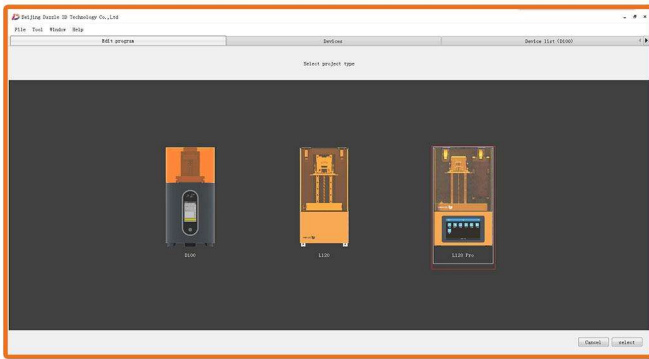 Beijing Dazzle 3D Technology Co.,Ltd
File Tool Window Help
Edit program Devices Device list (D100)
Select project type
D100 L120 L120 Pro
Cancel select